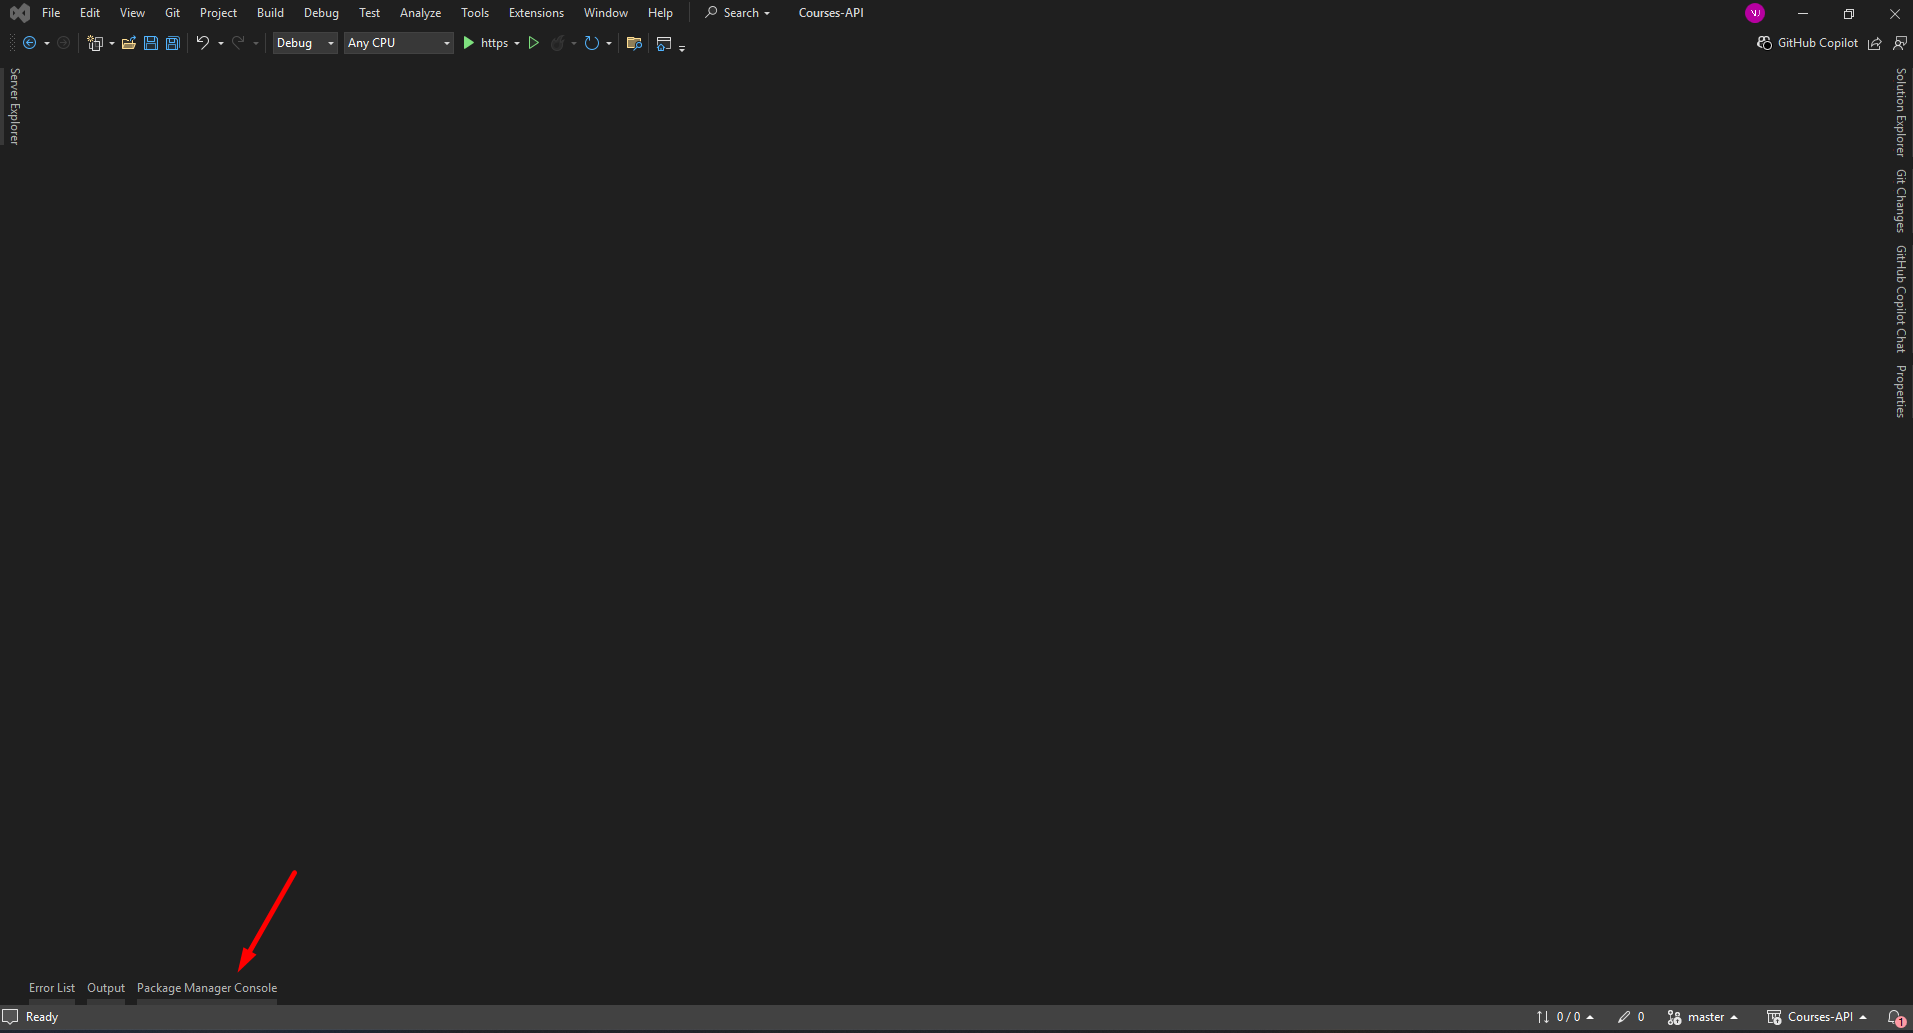 File Edit View Git Project Build Debug Test Analyze Tools Extensions Window Help Search Courses-API
Debug Any CPU https GitHub Copilot
Server Explorer
Solution Explorer
Git Changes
GitHub Copilot Chat
Properties
Error List Output Package Manager Console
Ready 0 / 0 0 master Courses-API 1